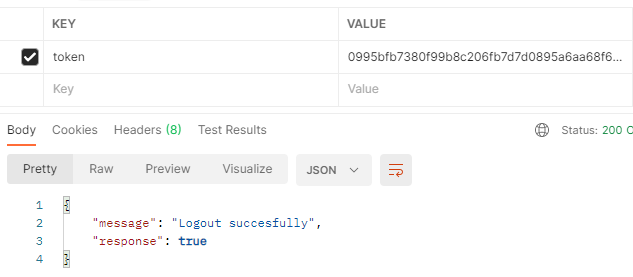 KEY VALUE
token 0995bfb7380f99b8c206fb7d7d0895a6aa68f6...
Key Value
Body Cookies Headers (8) Test Results Status: 200 O
Pretty Raw Preview Visualize JSON
1 {
2 "message": "Logout succesfully",
3 "response": true
4 }